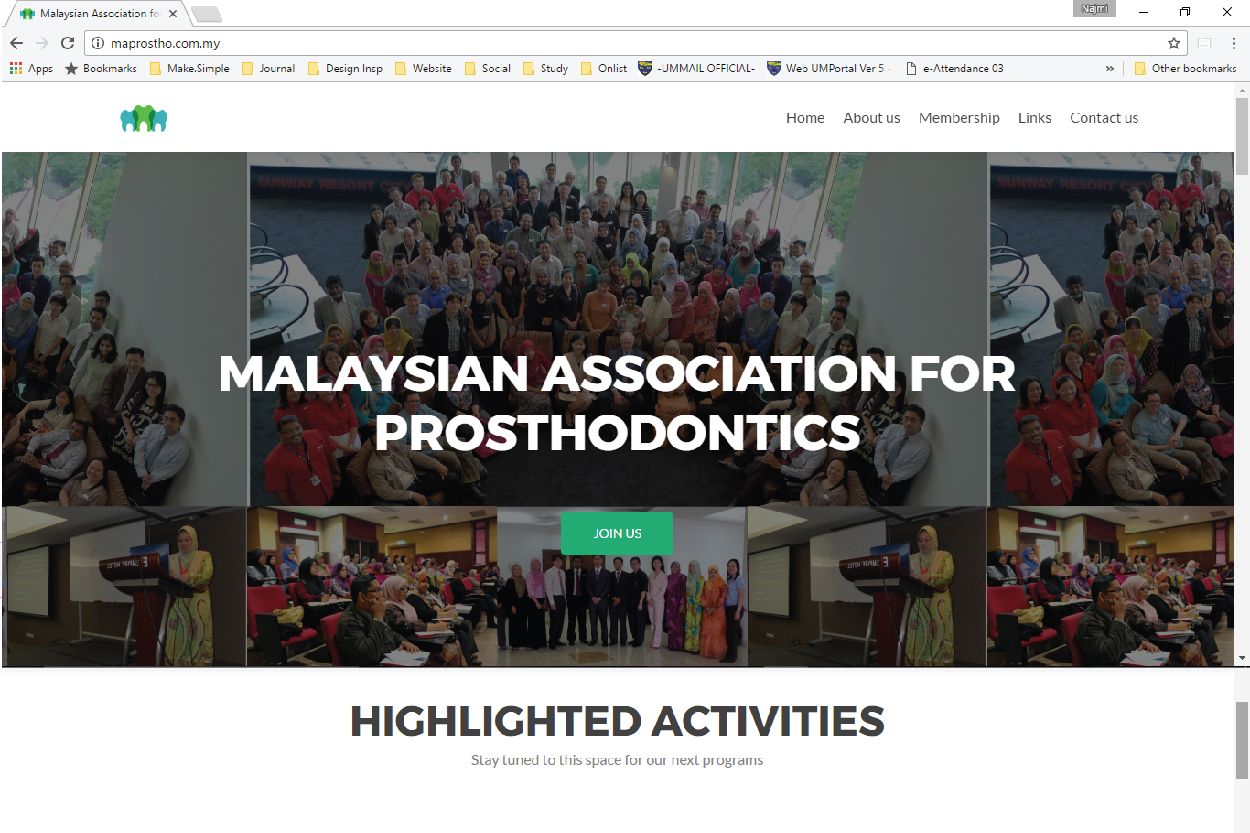 Malaysian Association fo
Najmi
maprostho.com.my
Apps Bookmarks Make.Simple Journal Design Insp Website Social Study Onlist -UMMAIL OFFICIAL- Web UMPortal Ver 5 - e-Attendance 03 » Other bookmarks
Home About us Membership Links Contact us
SUNWAY RESORT
SUNWAY RESORT
MALAYSIAN ASSOCIATION FOR
PROSTHODONTICS
JOIN US
HIGHLIGHTED ACTIVITIES
Stay tuned to this space for our next programs